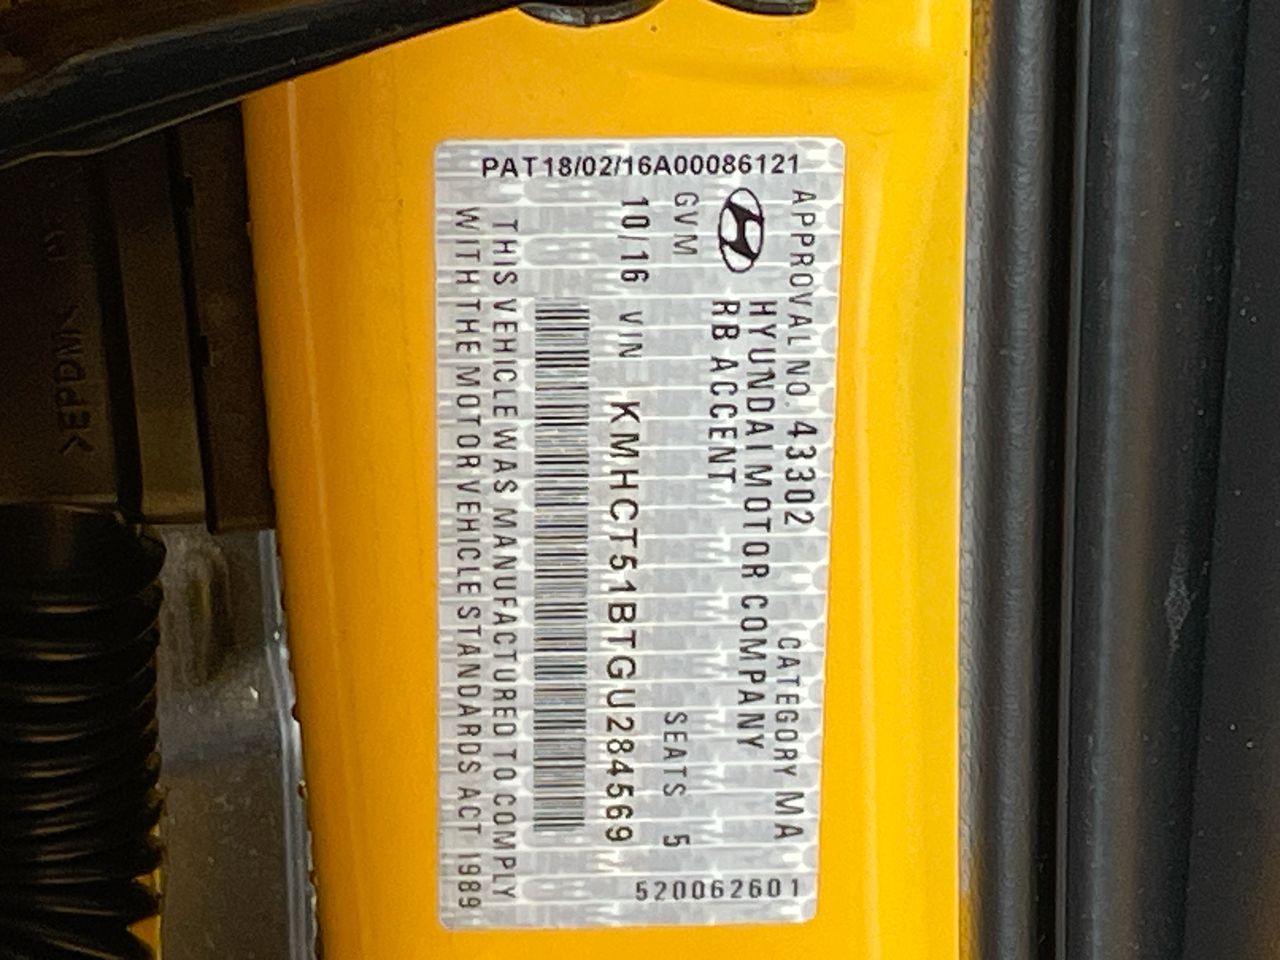 PAT18/02/16A00086121
APPROVAL NO. 43302 CATEGORY MA
HYUNDAI MOTOR COMPANY
RB ACCENT
GVM SEATS 5
10/16 VIN KMHCT51BTGU284569
THIS VEHICLE WAS MANUFACTURED TO COMPLY
WITH THE MOTOR VEHICLE STANDARDS ACT 1989
520062601